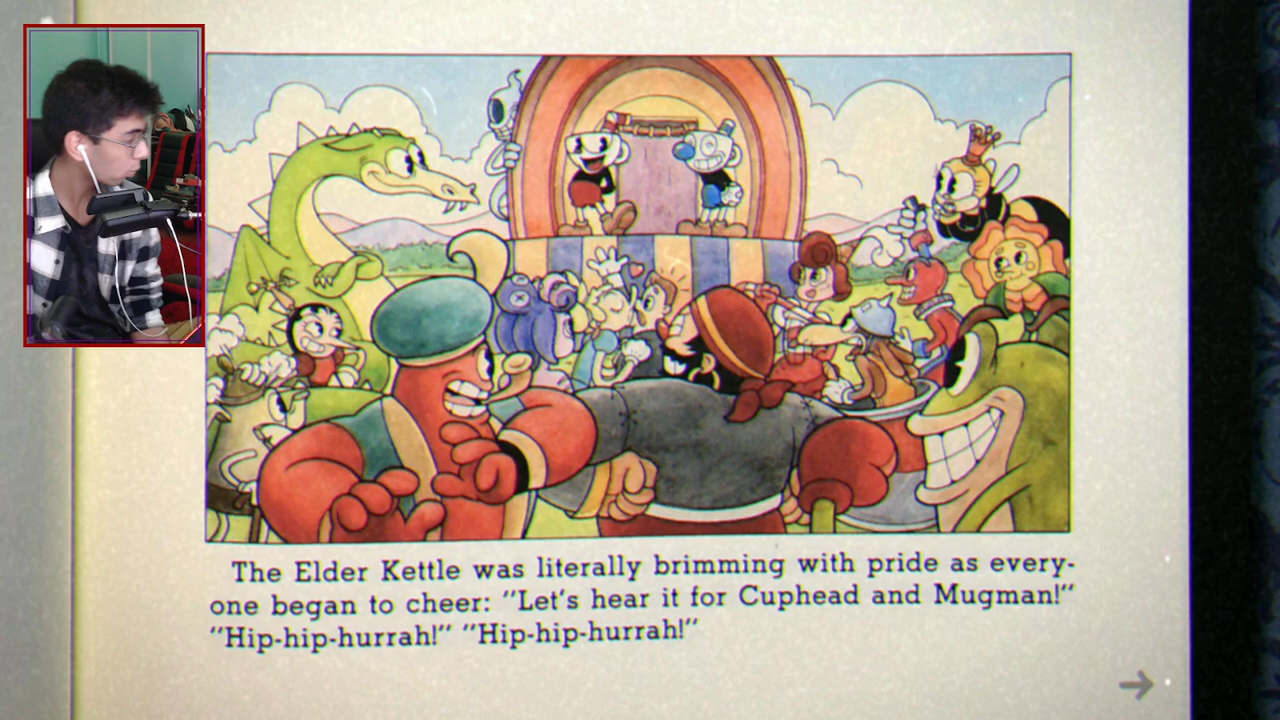 The Elder Kettle was literally brimming with pride as every-
one began to cheer: “Let's hear it for Cuphead and Mugman!”
“Hip-hip-hurrah!” “Hip-hip-hurrah!”